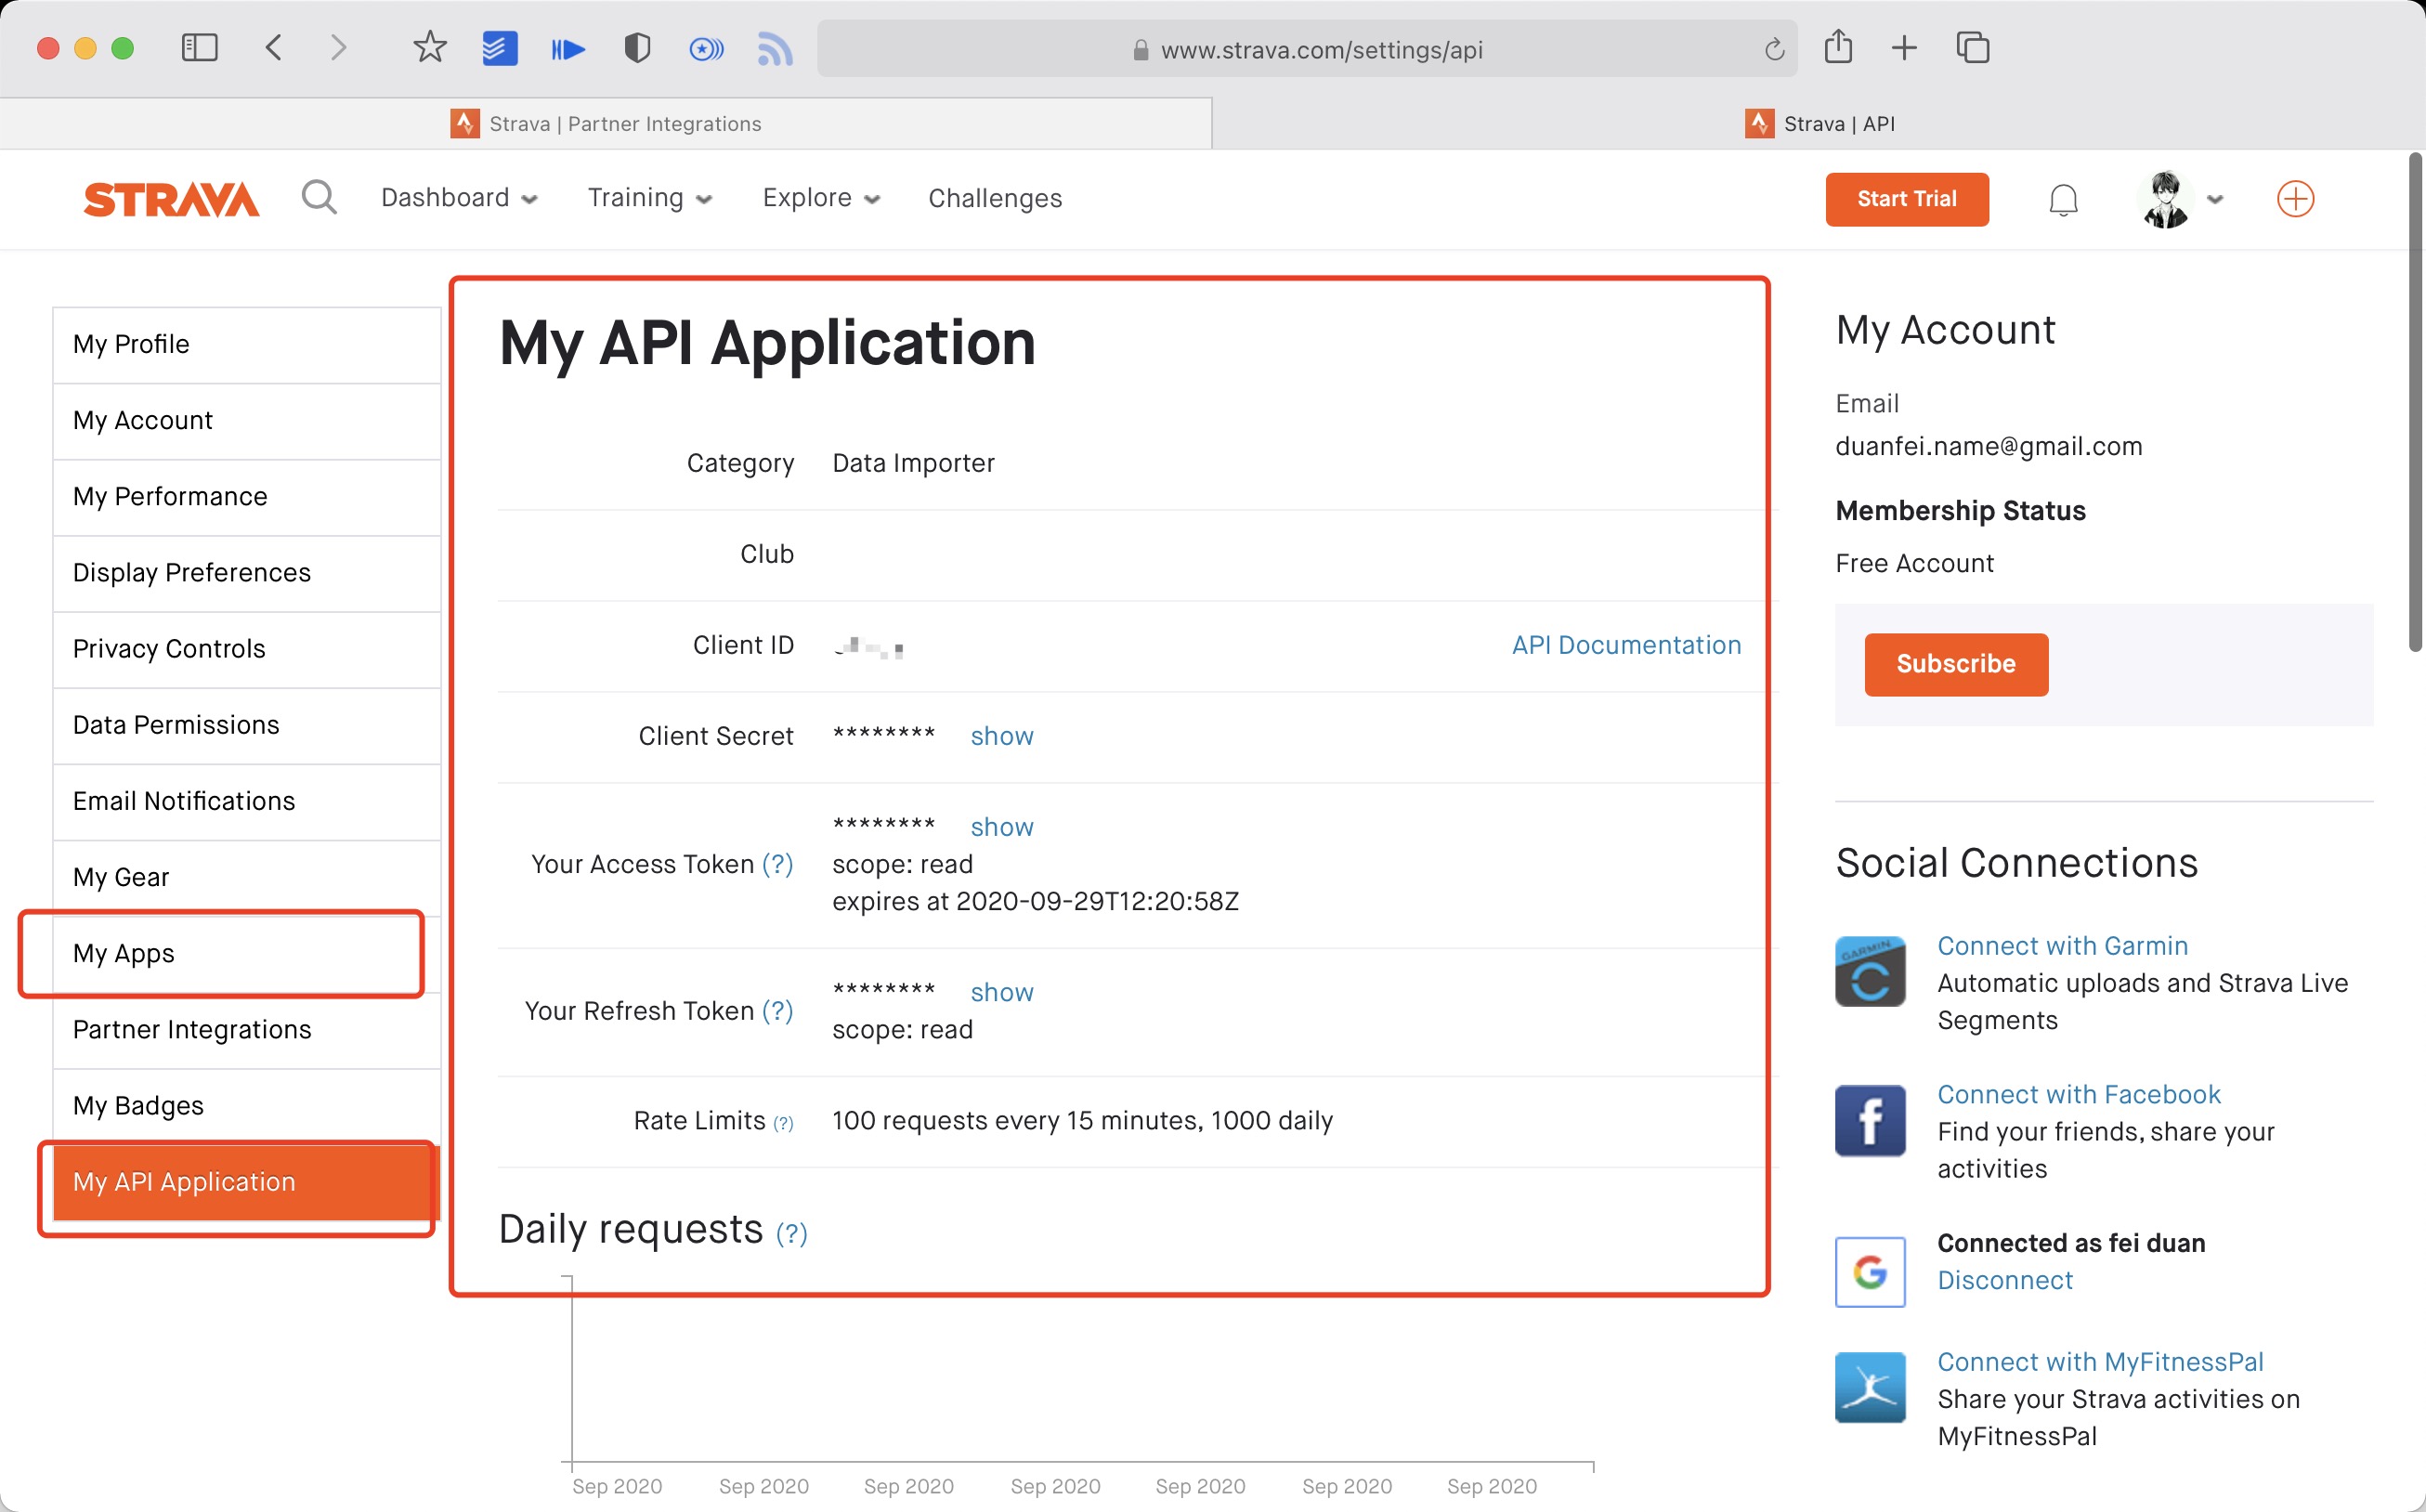 www.strava.com/settings/api
Strava | Partner Integrations
Strava | API
STRAVA
Dashboard
Training
Explore
Challenges
Start Trial
My Profile
My Account
My Performance
Display Preferences
Privacy Controls
Data Permissions
Email Notifications
My Gear
My Apps
Partner Integrations
My Badges
My API Application
My API Application
Category Data Importer
Club
Client ID
API Documentation
Client Secret ******** show
******** show
Your Access Token (?) scope: read
expires at 2020-09-29T12:20:58Z
******** show
Your Refresh Token (?)
scope: read
Rate Limits (?) 100 requests every 15 minutes, 1000 daily
Daily requests (?)
Sep 2020 Sep 2020 Sep 2020 Sep 2020 Sep 2020 Sep 2020 Sep 2020
My Account
Email
duanfei.name@gmail.com
Membership Status
Free Account
Subscribe
Social Connections
GARMIN
Connect with Garmin
Automatic uploads and Strava Live
Segments
Connect with Facebook
Find your friends, share your
activities
Connected as fei duan
Disconnect
Connect with MyFitnessPal
Share your Strava activities on
MyFitnessPal